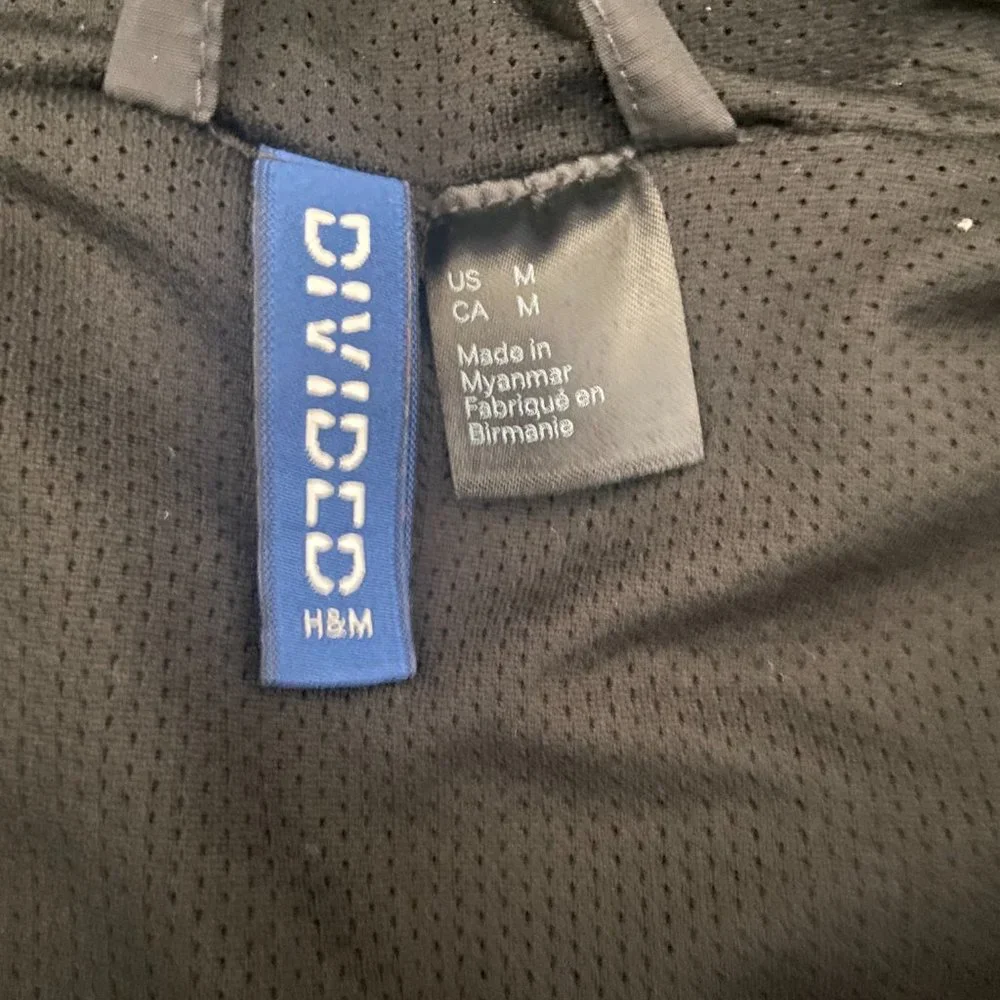 DIVIDED
H&M
US M
CA M
Made in
Myanmar
Fabriqué en
Birmanie